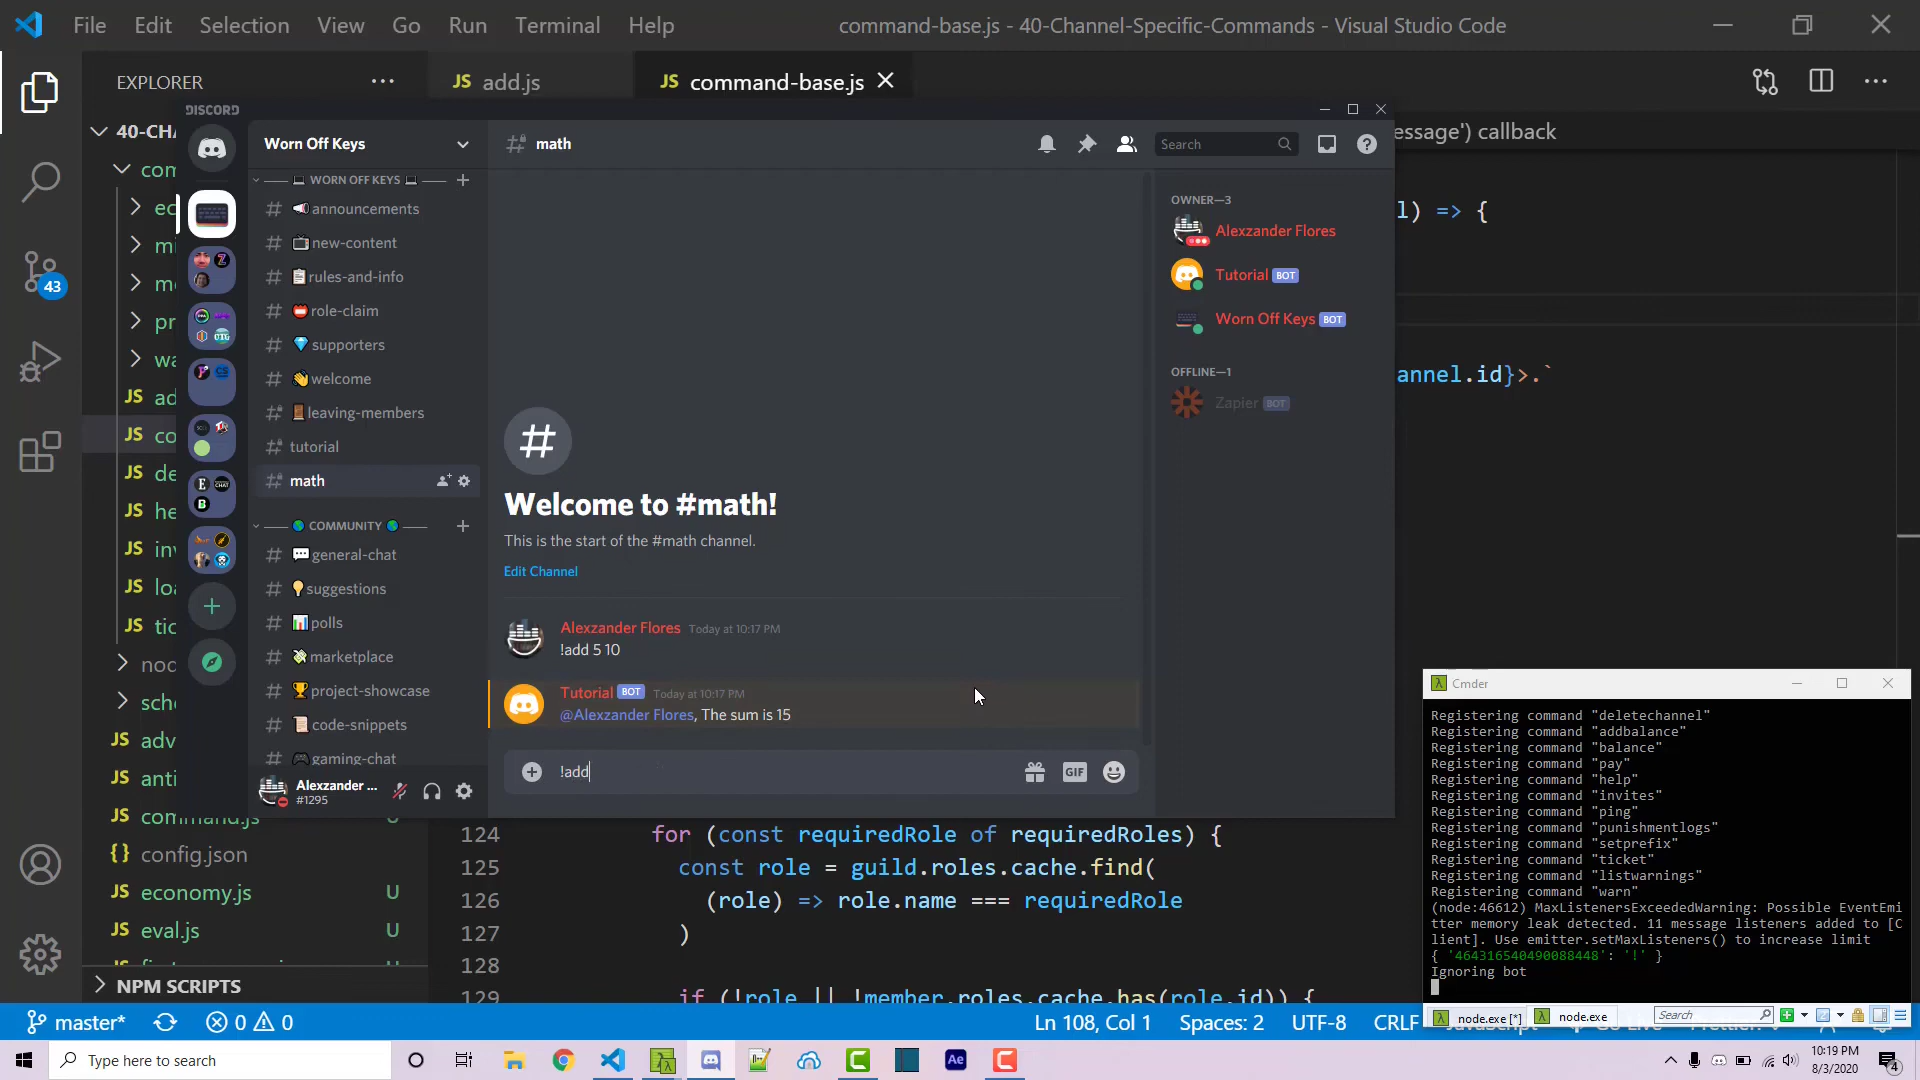 File Edit Selection View Go Run Terminal Help
command-base.js - 40-Channel-Specific-Commands - Visual Studio Code
EXPLORER
JS add.js
JS command-base.js
40-CHA
com
ec
mi
me
pr
wa
JS ad
JS co
JS de
JS he
JS inv
JS loa
JS tic
nod
sche
JS adv
JS anti
JS command.js
{} config.json
JS economy.js U
JS eval.js U
NPM SCRIPTS
43
DISCORD
Worn Off Keys
WORN OFF KEYS
# announcements
# new-content
# rules-and-info
# role-claim
# supporters
# welcome
# leaving-members
# tutorial
# math
COMMUNITY
# general-chat
# suggestions
# polls
# marketplace
# project-showcase
# code-snippets
# gaming-chat
Alexzander ...
#1295
# math
Search
Welcome to #math!
This is the start of the #math channel.
Edit Channel
Alexzander Flores Today at 10:17 PM
!add 5 10
Tutorial BOT Today at 10:17 PM
@Alexzander Flores, The sum is 15
!add
GIF
OWNER—3
Alexzander Flores
Tutorial BOT
Worn Off Keys BOT
OFFLINE—1
Zapier BOT
essage') callback
l) => {
annel.id}>.`
124 for (const requiredRole of requiredRoles) {
125 const role = guild.roles.cache.find(
126 (role) => role.name === requiredRole
127 )
128
129 if (!role || !member.roles.cache.has(role.id)) {
Cmder
Registering command "deletechannel"
Registering command "addbalance"
Registering command "balance"
Registering command "pay"
Registering command "help"
Registering command "invites"
Registering command "ping"
Registering command "punishmentlogs"
Registering command "setprefix"
Registering command "ticket"
Registering command "listwarnings"
Registering command "warn"
(node:46612) MaxListenersExceededWarning: Possible EventEmi
tter memory leak detected. 11 message listeners added to [C
lient]. Use emitter.setMaxListeners() to increase limit
{ '464316540490088448': '!' }
Ignoring bot
node.exe [*] node.exe Search
master* 0 0 Ln 108, Col 1 Spaces: 2 UTF-8 CRLF
Type here to search
Ae
10:19 PM
8/3/2020
4